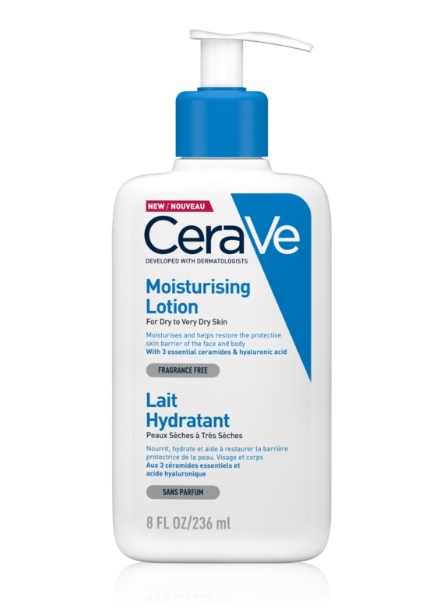 NEW / NOUVEAU
CeraVe
DEVELOPED WITH DERMATOLOGISTS
Moisturising
Lotion
For Dry to Very Dry Skin
Moisturises and helps restore the protective
skin barrier of the face and body
With 3 essential ceramides & hyaluronic acid
FRAGRANCE FREE
Lait
Hydratant
Peaux Sèches à Très Sèches
Nourrit, hydrate et aide à restaurer la barrière
protectrice de la peau. Visage et corps
Aux 3 céramides essentiels et
acide hyaluronique
SANS PARFUM
8 FL OZ/236 ml